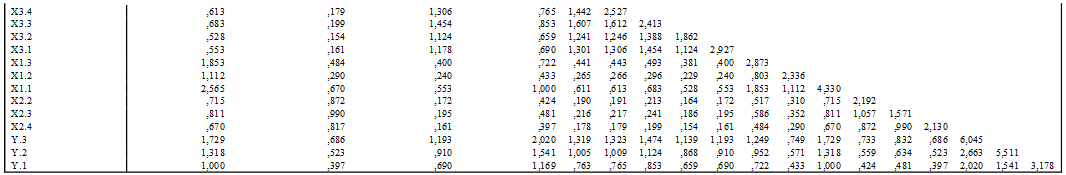 X3.4 ,613 ,179 1,306 ,765 1,442 2,527
X3.3 ,683 ,199 1,454 ,853 1,607 1,612 2,413
X3.2 ,528 ,154 1,124 ,659 1,241 1,246 1,388 1,862
X3.1 ,553 ,161 1,178 ,690 1,301 1,306 1,454 1,124 2,927
X1.3 1,853 ,484 ,400 ,722 ,441 ,443 ,493 ,381 ,400 2,873
X1.2 1,112 ,290 ,240 ,433 ,265 ,266 ,296 ,229 ,240 ,803 2,336
X1.1 2,565 ,670 ,553 1,000 ,611 ,613 ,683 ,528 ,553 1,853 1,112 4,330
X2.2 ,715 ,872 ,172 ,424 ,190 ,191 ,213 ,164 ,172 ,517 ,310 ,715 2,192
X2.3 ,811 ,990 ,195 ,481 ,216 ,217 ,241 ,186 ,195 ,586 ,352 ,811 1,057 1,571
X2.4 ,670 ,817 ,161 ,397 ,178 ,179 ,199 ,154 ,161 ,484 ,290 ,670 ,872 ,990 2,130
Y.3 1,729 ,686 1,193 2,020 1,319 1,323 1,474 1,139 1,193 1,249 ,749 1,729 ,733 ,832 ,686 6,045
Y.2 1,318 ,523 ,910 1,541 1,005 1,009 1,124 ,868 ,910 ,952 ,571 1,318 ,559 ,634 ,523 2,663 5,511
Y.1 1,000 ,397 ,690 1,169 ,763 ,765 ,853 ,659 ,690 ,722 ,433 1,000 ,424 ,481 ,397 2,020 1,541 3,178